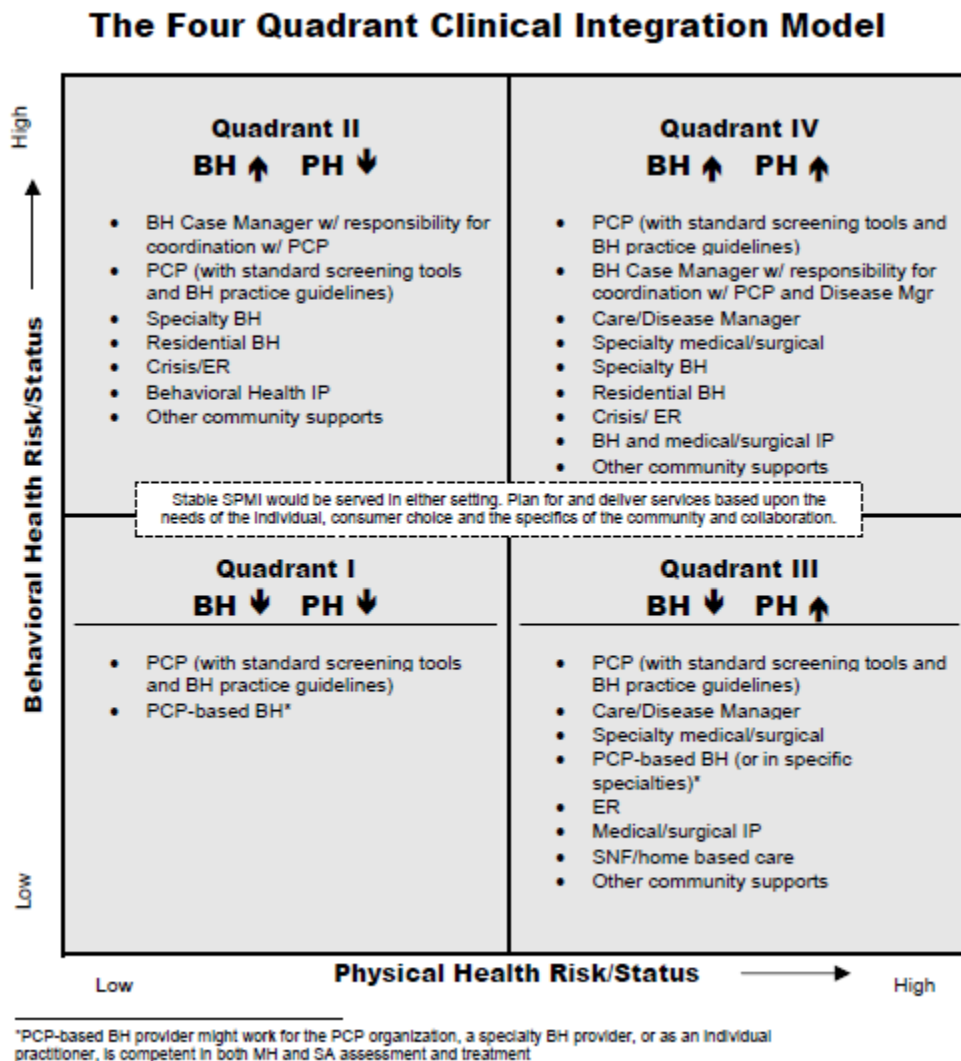 The Four Quadrant Clinical Integration Model
High
Behavioral Health Risk/Status
Low
Quadrant II
BH PH
• BH Case Manager w/ responsibility for
coordination w/ PCP
• PCP (with standard screening tools
and BH practice guidelines)
• Specialty BH
• Residential BH
• Crisis/ER
• Behavioral Health IP
• Other community supports
Quadrant IV
BH PH
• PCP (with standard screening tools and
BH practice guidelines)
• BH Case Manager w/ responsibility for
coordination w/ PCP and Disease Mgr
• Care/Disease Manager
• Specialty medical/surgical
• Specialty BH
• Residential BH
• Crisis/ ER
• BH and medical/surgical IP
• Other community supports
Stable SPMI would be served in either setting. Plan for and deliver services based upon the
needs of the individual, consumer choice and the specifics of the community and collaboration.
Quadrant I
BH PH
• PCP (with standard screening tools
and BH practice guidelines)
• PCP-based BH*
Quadrant III
BH PH
• PCP (with standard screening tools and
BH practice guidelines)
• Care/Disease Manager
• Specialty medical/surgical
• PCP-based BH (or in specific
specialties)*
• ER
• Medical/surgical IP
• SNF/home based care
• Other community supports
Low
Physical Health Risk/Status
High
*PCP-based BH provider might work for the PCP organization, a specialty BH provider, or as an individual
practitioner, is competent in both MH and SA assessment and treatment